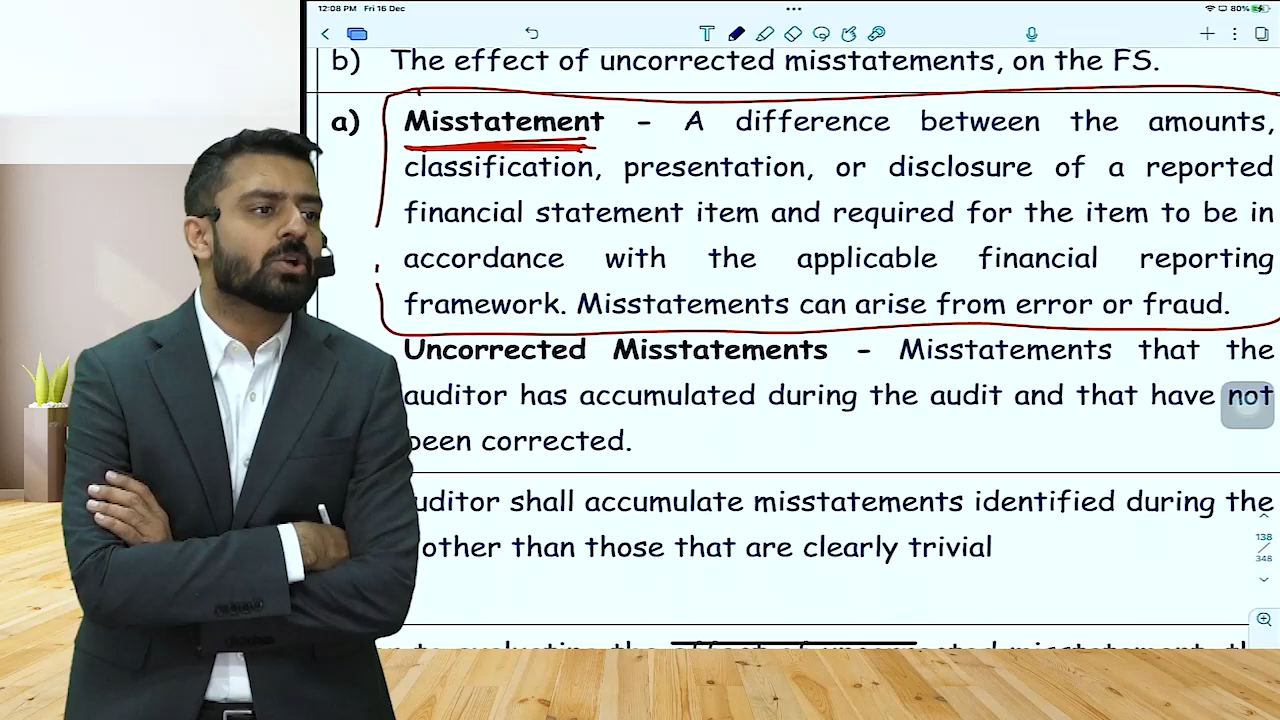 12:08 PM Fri 16 Dec
80%
b) The effect of uncorrected misstatements, on the FS.
a) Misstatement - A difference between the amounts,
classification, presentation, or disclosure of a reported
financial statement item and required for the item to be in
accordance with the applicable financial reporting
framework. Misstatements can arise from error or fraud.
Uncorrected Misstatements - Misstatements that the
auditor has accumulated during the audit and that have not
been corrected.
auditor shall accumulate misstatements identified during the
other than those that are clearly trivial
138
348